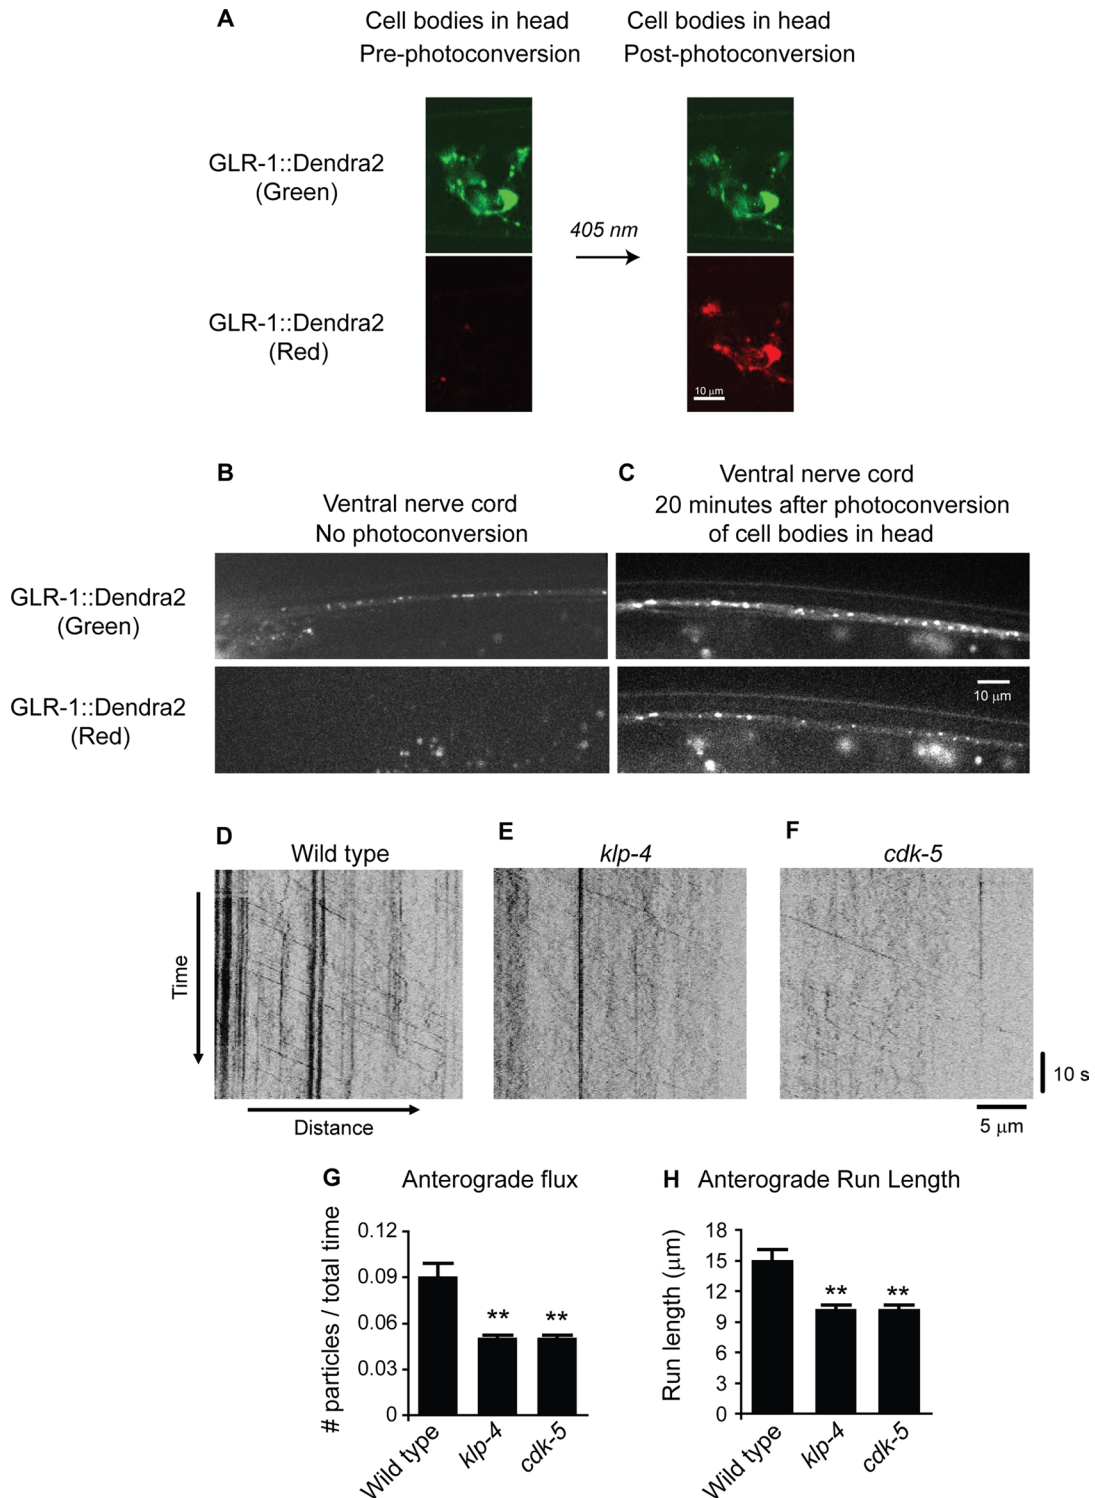 A
Cell bodies in head
Pre-photoconversion
Cell bodies in head
Post-photoconversion
GLR-1::Dendra2
(Green)
405 nm
GLR-1::Dendra2
(Red)
10 μm
B
Ventral nerve cord
No photoconversion
C
Ventral nerve cord
20 minutes after photoconversion
of cell bodies in head
GLR-1::Dendra2
(Green)
GLR-1::Dendra2
(Red)
10 μm
D
Wild type
E
klp-4
F
cdk-5
Time
Distance
10 s
5 μm
G
Anterograde flux
# particles / total time
0.12
0.09
0.06
0.03
0
**
**
Wild type
klp-4
cdk-5
H
Anterograde Run Length
Run length (μm)
18
15
12
9
6
3
0
**
**
Wild type
klp-4
cdk-5